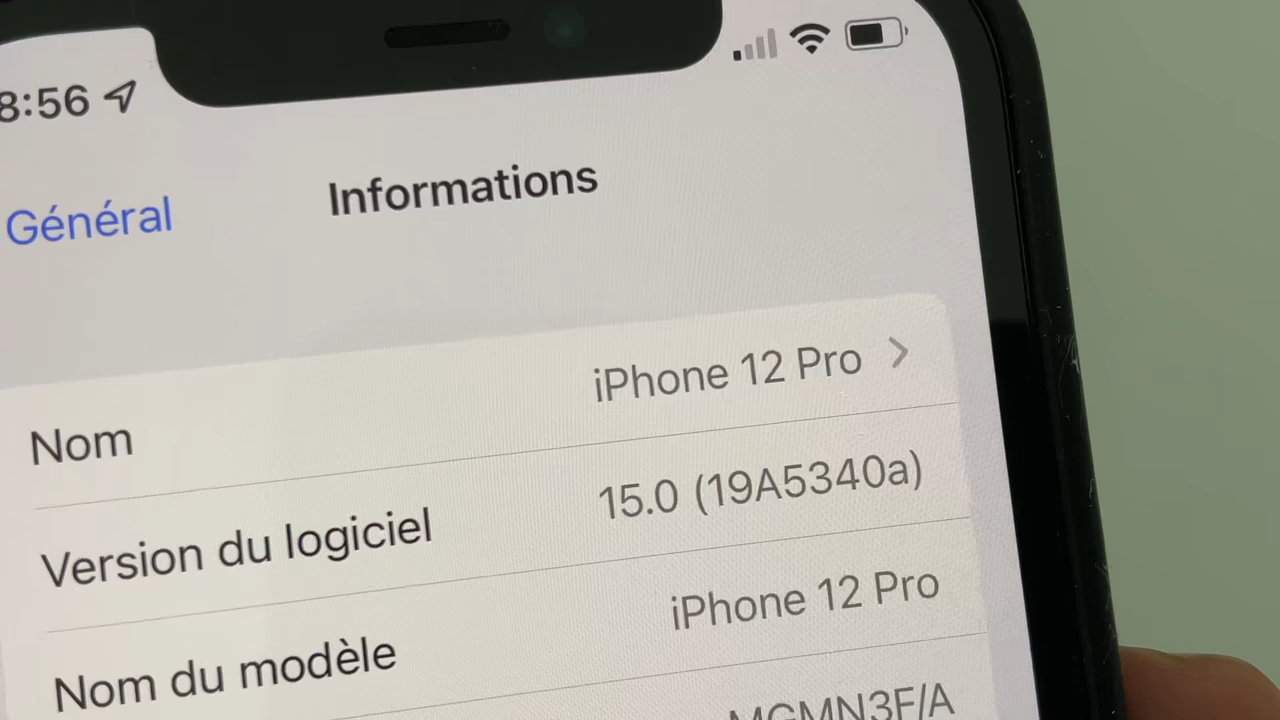 8:56
Général
Informations
Nom iPhone 12 Pro
Version du logiciel 15.0 (19A5340a)
Nom du modèle iPhone 12 Pro
MGMN3F/A